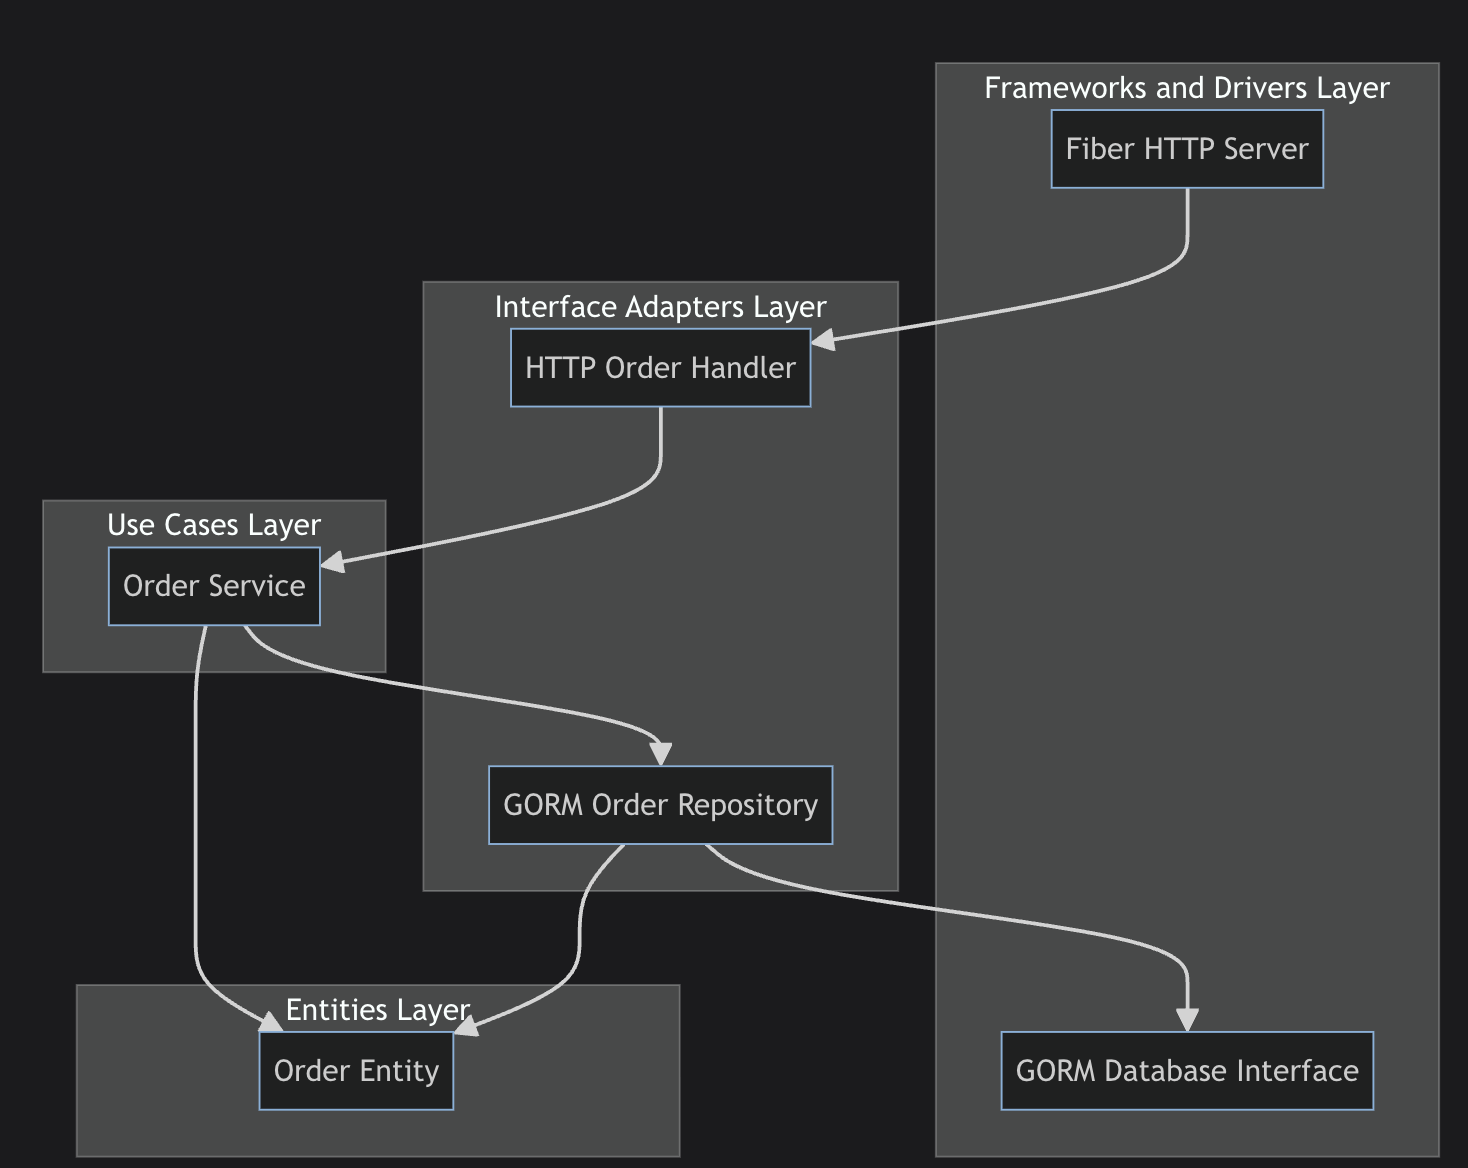 Frameworks and Drivers Layer
Fiber HTTP Server
Interface Adapters Layer
HTTP Order Handler
Use Cases Layer
Order Service
GORM Order Repository
Entities Layer
Order Entity
GORM Database Interface